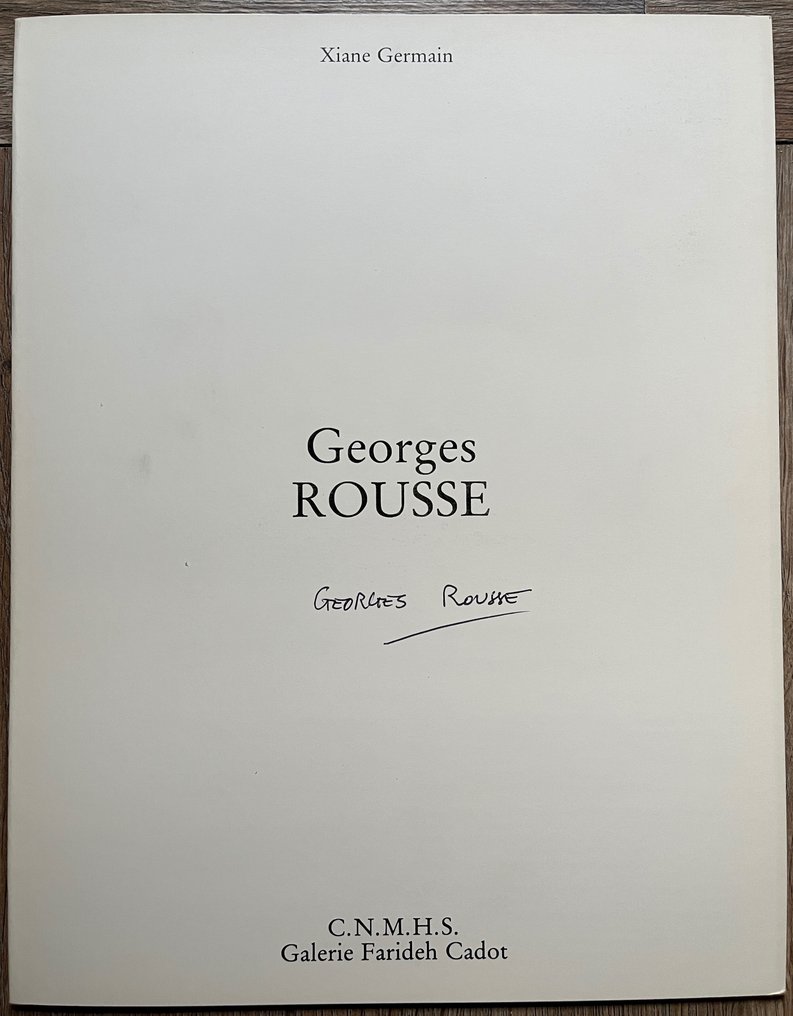 Xiane Germain
Georges
ROUSSE
GEORGES ROUSSE
C.N.M.H.S.
Galerie Farideh Cadot